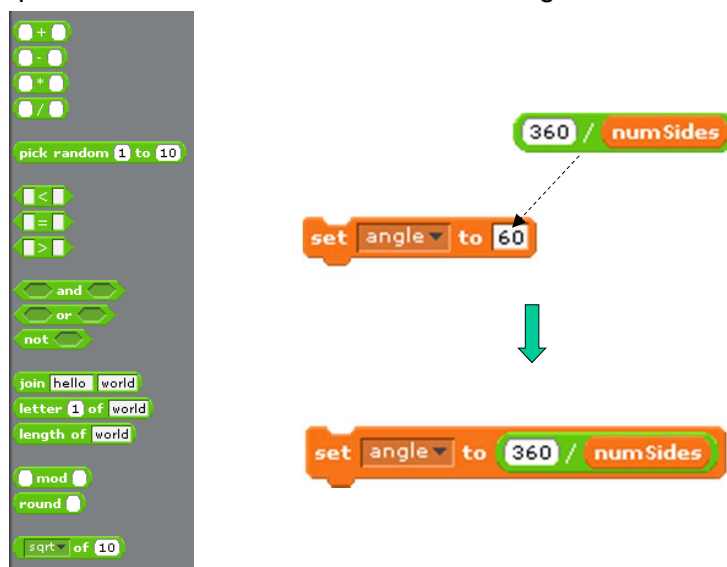 +
-
*
/
pick random 1 to 10
<
=
>
and
or
not
join hello world
letter 1 of world
length of world
mod
round
sqrt of 10
360 / numSides
set angle to 60
set angle to 360 / numSides